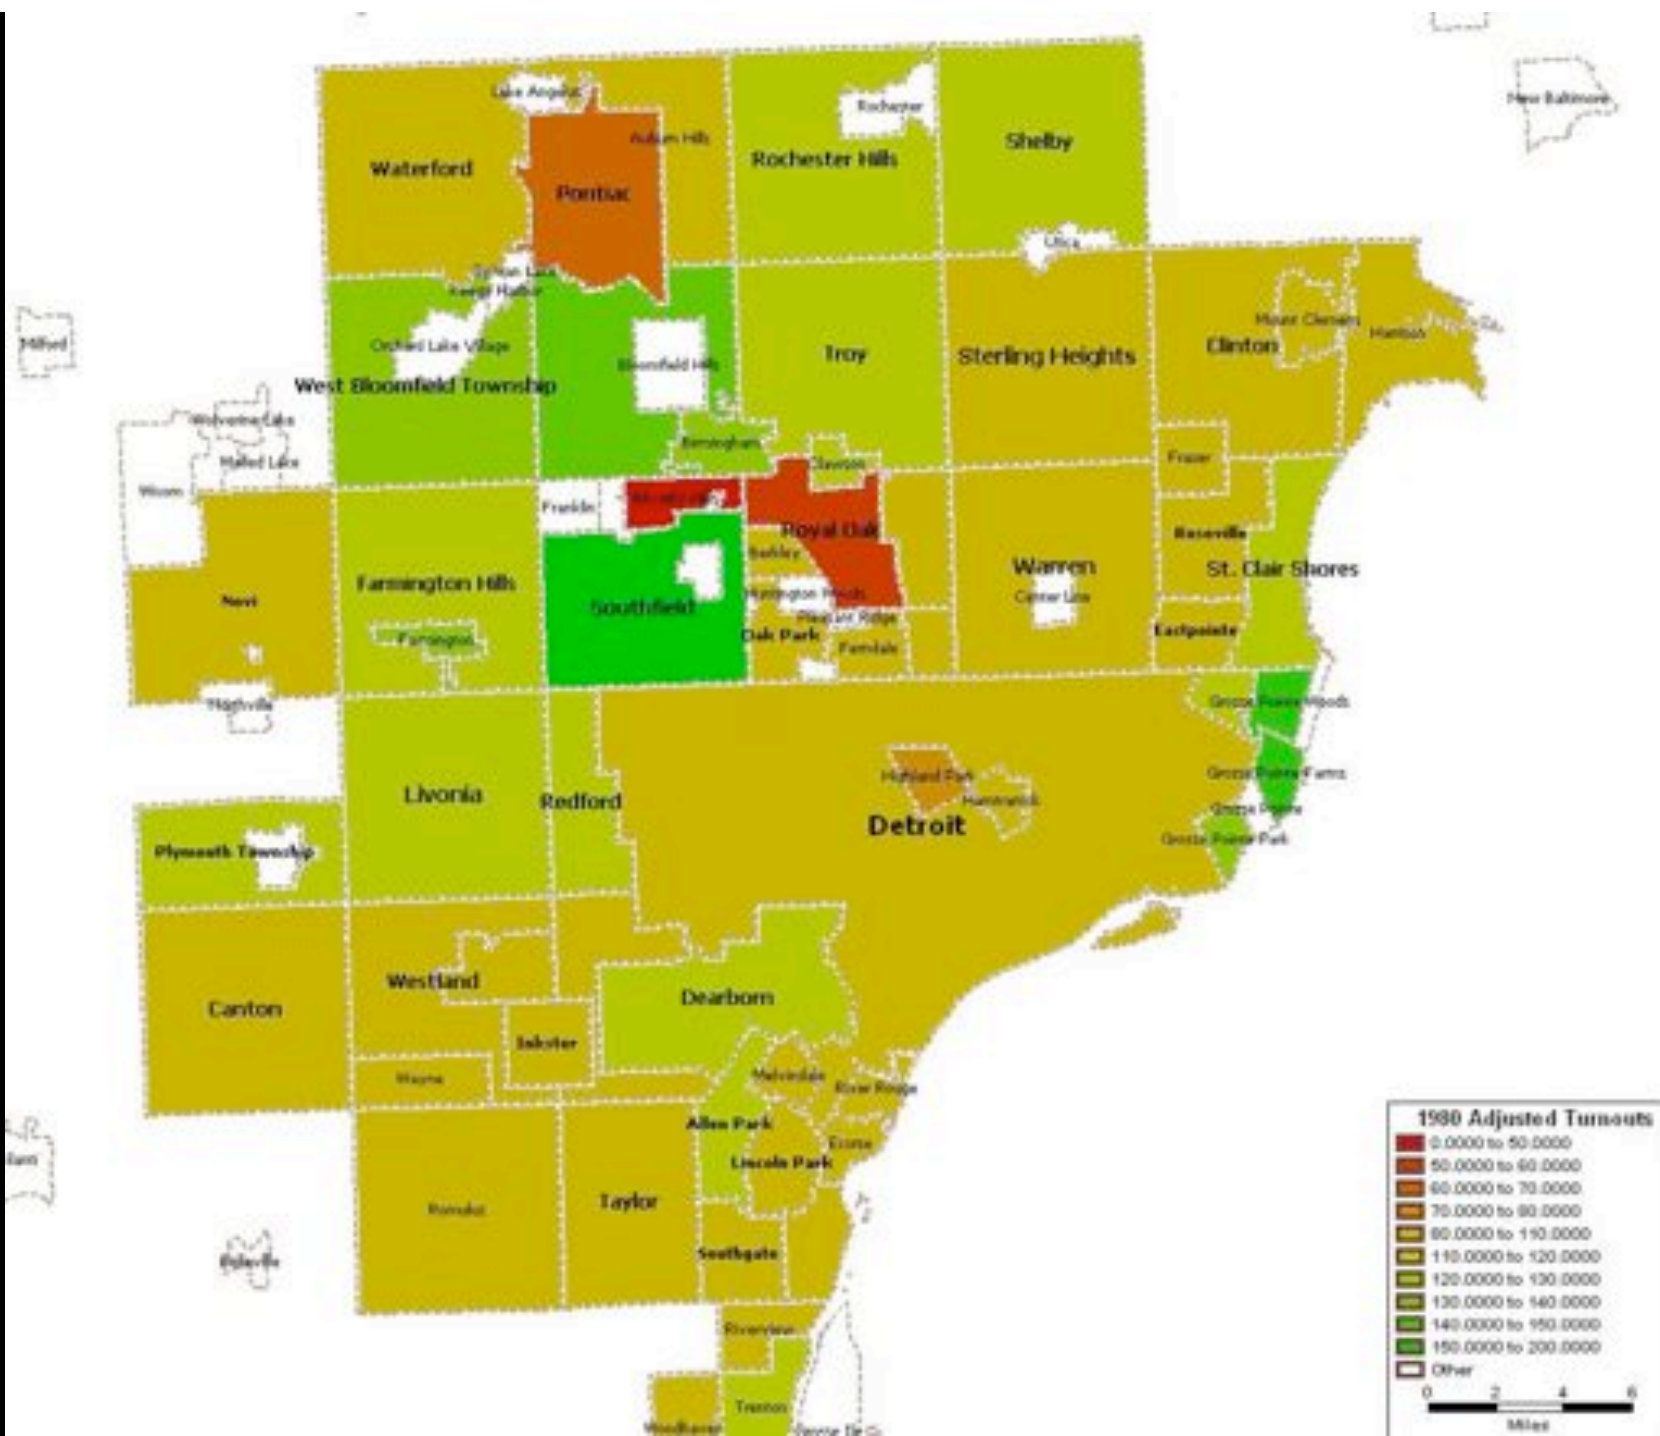 Lake Angelus
New Baltimore
Rochester
Auburn Hills
Shelby
Waterford
Rochester Hills
Pontiac
Utica
Sylvan Lake
Keego Harbor
Mount Clemens
Harrison
Milford
Orchard Lake Village
Troy
Sterling Heights
Clinton
Bloomfield Hills
West Bloomfield Township
Wolverine Lake
Birmingham
Walled Lake
Clawson
Fraser
Wixom
Franklin
Royal Oak
Roseville
Berkley
Warren
St. Clair Shores
Farmington Hills
Novi
Southfield
Huntington Woods
Center Line
Pleasant Ridge
Oak Park
Eastpointe
Farmington
Ferndale
Northville
Grosse Pointe Woods
Livonia
Redford
Highland Park
Grosse Pointe Farms
Hamtramck
Grosse Pointe
Detroit
Grosse Pointe Park
Plymouth Township
Westland
Dearborn
Canton
Inkster
Wayne
Melvindale
River Rouge
Allen Park
Ecorse
Lincoln Park
Romulus
Taylor
Southgate
Belleville
Riverview
Trenton
Woodhaven
1980 Adjusted Turnouts
0.0000 to 50.0000
50.0000 to 60.0000
60.0000 to 70.0000
70.0000 to 80.0000
80.0000 to 110.0000
110.0000 to 120.0000
120.0000 to 130.0000
130.0000 to 140.0000
140.0000 to 150.0000
150.0000 to 200.0000
Other
0 2 4 6
Miles